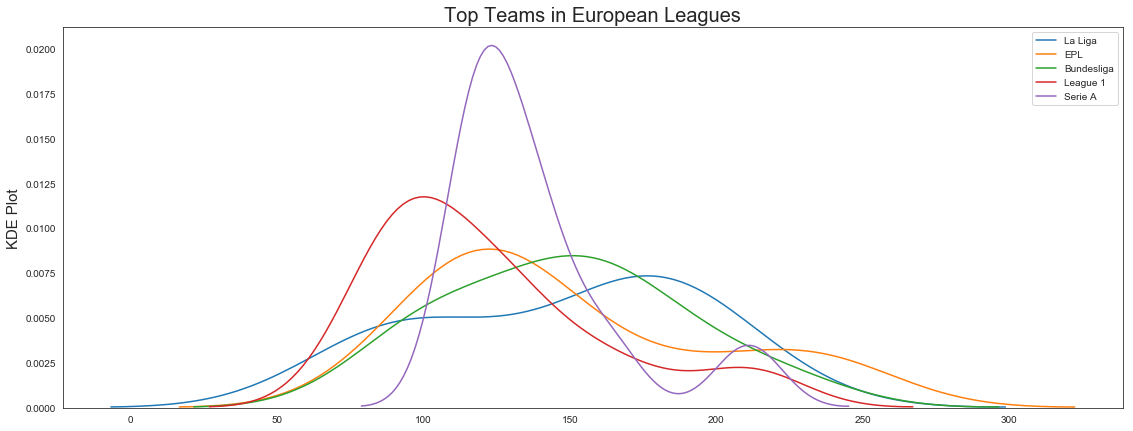 Top Teams in European Leagues
La Liga
EPL
Bundesliga
League 1
Serie A
KDE Plot
0.0200
0.0175
0.0150
0.0125
0.0100
0.0075
0.0050
0.0025
0.0000
0 50 100 150 200 250 300